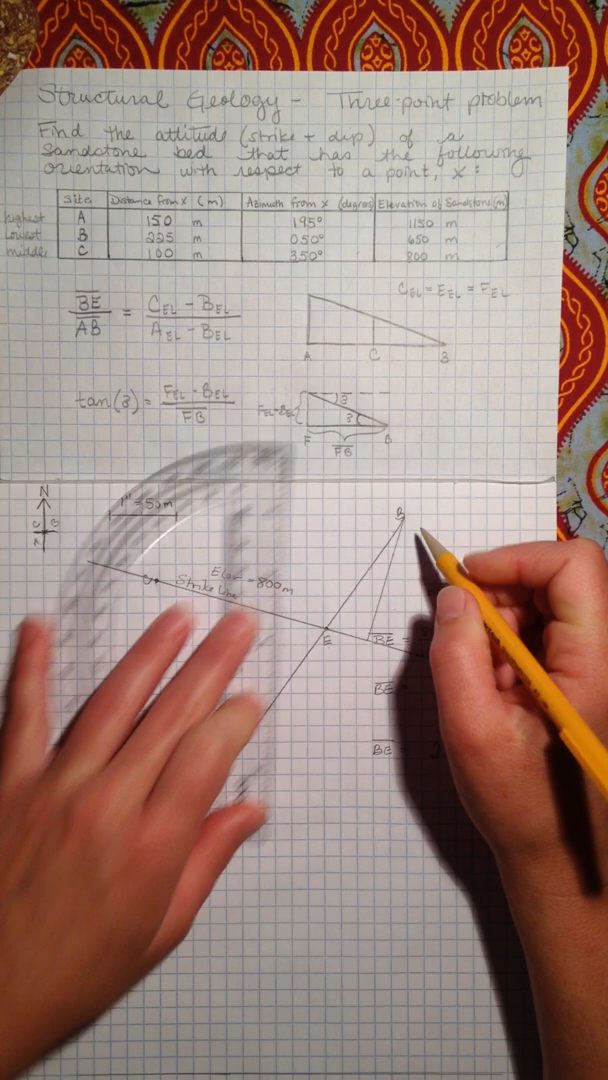 Structural Geology - Three-point problem
Find the attitude (strike + dip) of a
sandstone bed that has the following
orientation with respect to a point, x:
Site Distance from X (m) Azimuth from X (degrees) Elevation of Sandstone (m)
highest A 150 m 195° 1150 m
lowest B 225 m 050° 650 m
middle C 100 m 350° 800 m
C_EL = E_EL = F_EL
BE/AB = (C_EL - B_EL)/(A_EL - B_EL)
A C B
tan(3) = (F_EL - B_EL)/FB
F_EL-B_EL 3 3
F B
FB
N
C B
A
1" = 50m
B
C Strike line Elev = 800m
E
BE =
BE =
BE =